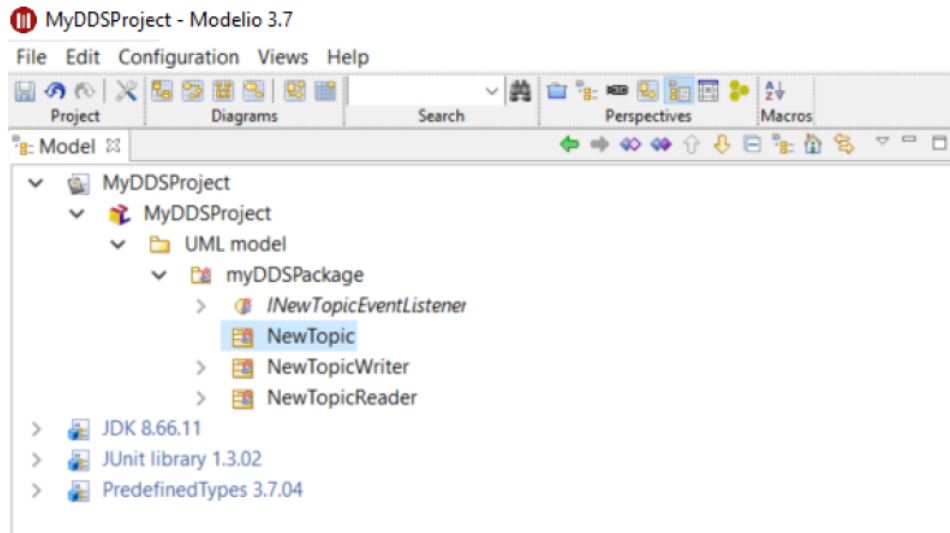 MyDDSProject - Modelio 3.7
File Edit Configuration Views Help
Project Diagrams Search Perspectives Macros
Model
MyDDSProject
MyDDSProject
UML model
myDDSPackage
INewTopicEventListener
NewTopic
NewTopicWriter
NewTopicReader
JDK 8.66.11
JUnit library 1.3.02
PredefinedTypes 3.7.04